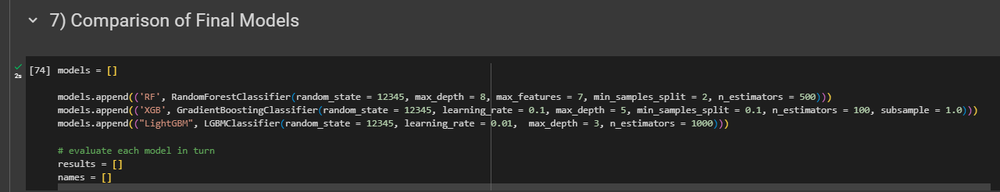 7) Comparison of Final Models
[74] models = []
2s
models.append(('RF', RandomForestClassifier(random_state = 12345, max_depth = 8, max_features = 7, min_samples_split = 2, n_estimators = 500)))
models.append(('XGB', GradientBoostingClassifier(random_state = 12345, learning_rate = 0.1, max_depth = 5, min_samples_split = 0.1, n_estimators = 100, subsample = 1.0)))
models.append(("LightGBM", LGBMClassifier(random_state = 12345, learning_rate = 0.01,  max_depth = 3, n_estimators = 1000)))
# evaluate each model in turn
results = []
names = []